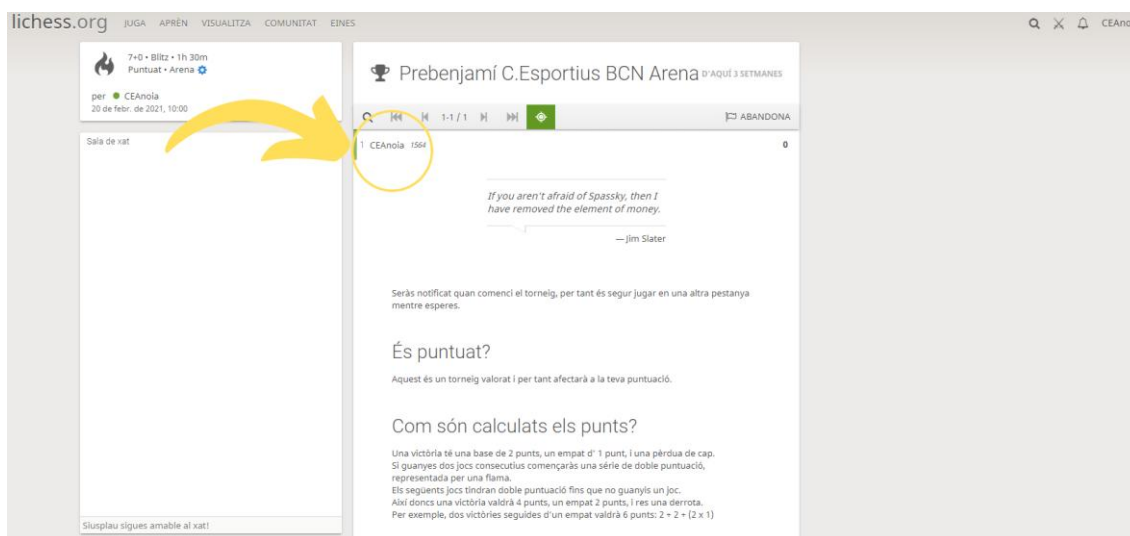 lichess.org JUGA APRÈN VISUALITZA COMUNITAT EINES
7+0 • Blitz • 1h 30m
Puntuat • Arena
per CEAnoia
20 de febr. de 2021, 10:00
Sala de xat
Siusplau sigues amable al xat!
Prebenjamí C.Esportius BCN Arena D'AQUÍ 3 SETMANES
1-1 / 1 ABANDONA
1 CEAnoia 1564 0
If you aren't afraid of Spassky, then I
have removed the element of money.
— Jim Slater
Seràs notificat quan comenci el torneig, per tant és segur jugar en una altra pestanya
mentre esperes.
És puntuat?
Aquest és un torneig valorat i per tant afectarà a la teva puntuació.
Com són calculats els punts?
Una victòria té una base de 2 punts, un empat d' 1 punt, i una pèrdua de cap.
Si guanyes dos jocs consecutius començaràs una sèrie de doble puntuació,
representada per una flama.
Els següents jocs tindran doble puntuació fins que no guanyis un joc.
Així doncs una victòria valdrà 4 punts, un empat 2 punts, i res una derrota.
Per exemple, dos victòries seguides d'un empat valdrà 6 punts: 2 + 2 + (2 x 1)